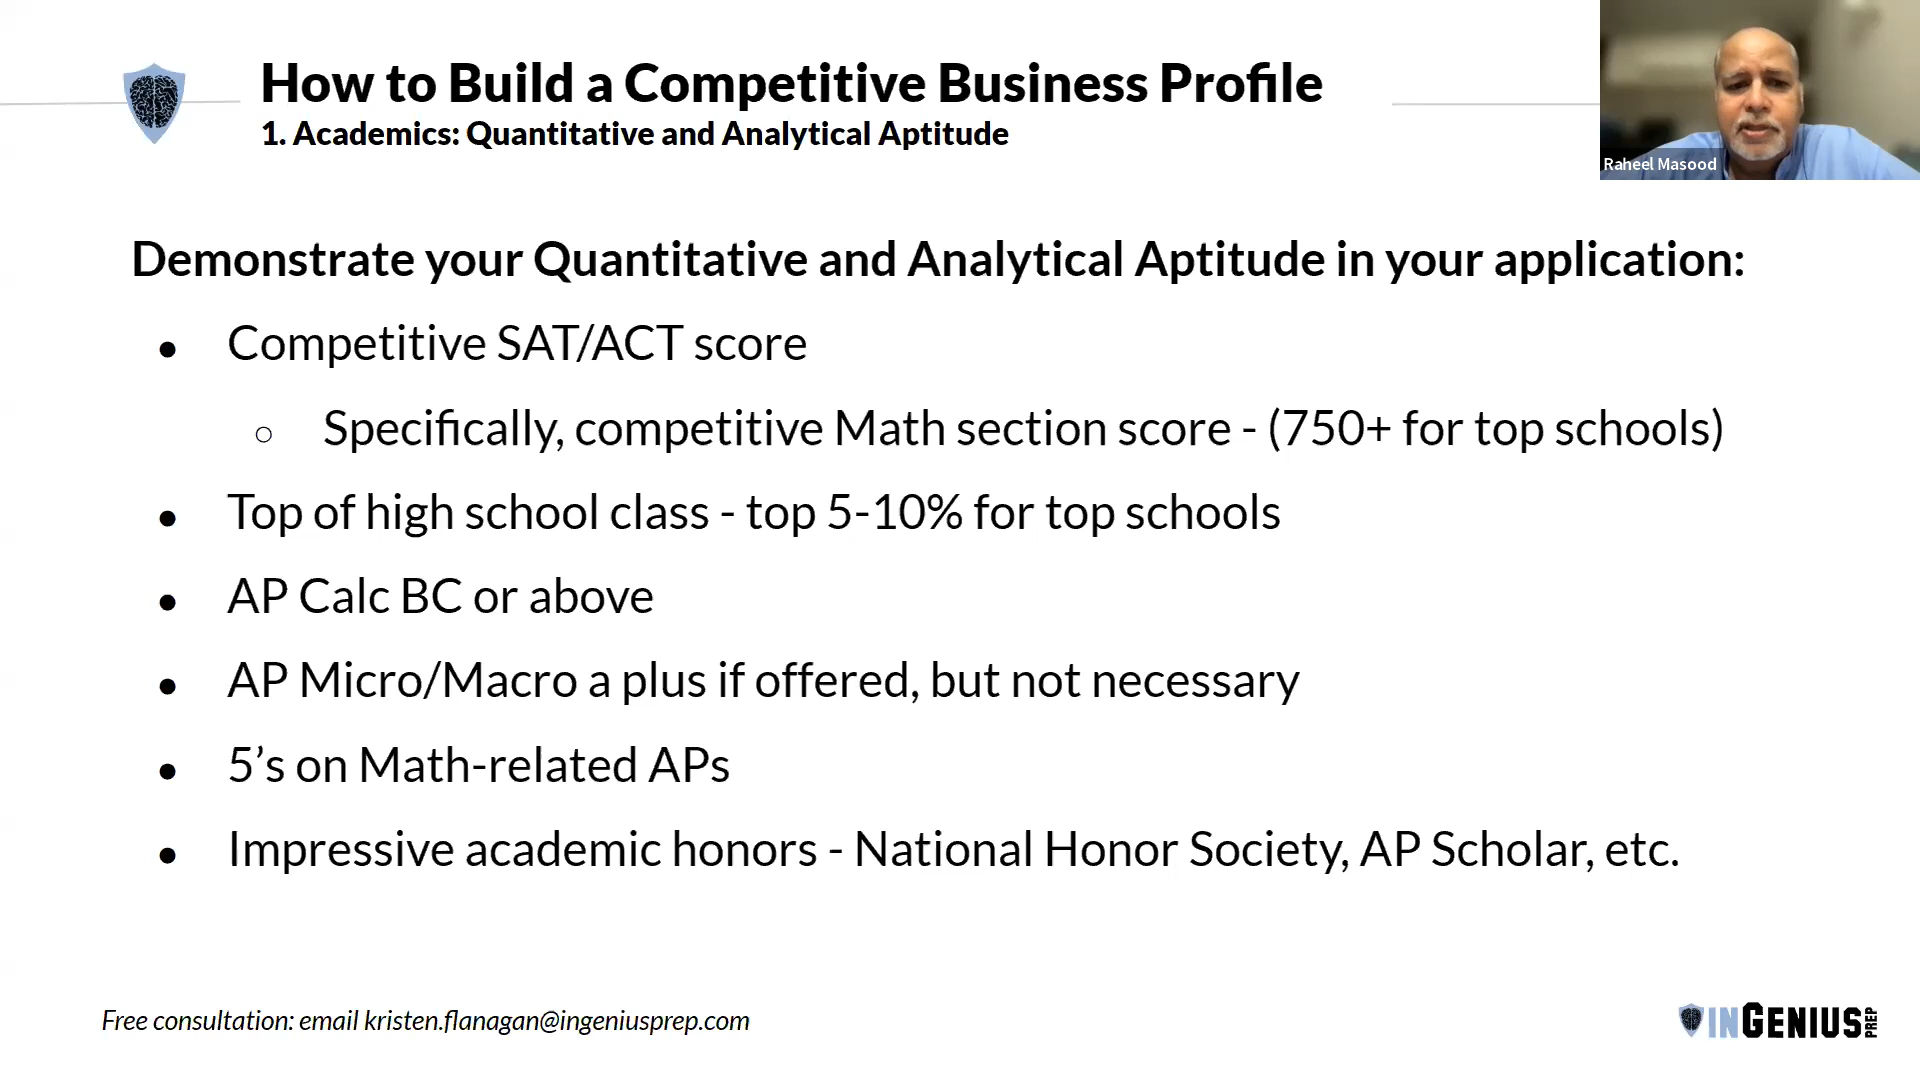 How to Build a Competitive Business Profile
1. Academics: Quantitative and Analytical Aptitude
Raheel Masood
Demonstrate your Quantitative and Analytical Aptitude in your application:
● Competitive SAT/ACT score
○ Specifically, competitive Math section score - (750+ for top schools)
● Top of high school class - top 5-10% for top schools
● AP Calc BC or above
● AP Micro/Macro a plus if offered, but not necessary
● 5’s on Math-related APs
● Impressive academic honors - National Honor Society, AP Scholar, etc.
Free consultation: email kristen.flanagan@ingeniusprep.com
INGENIUS PREP